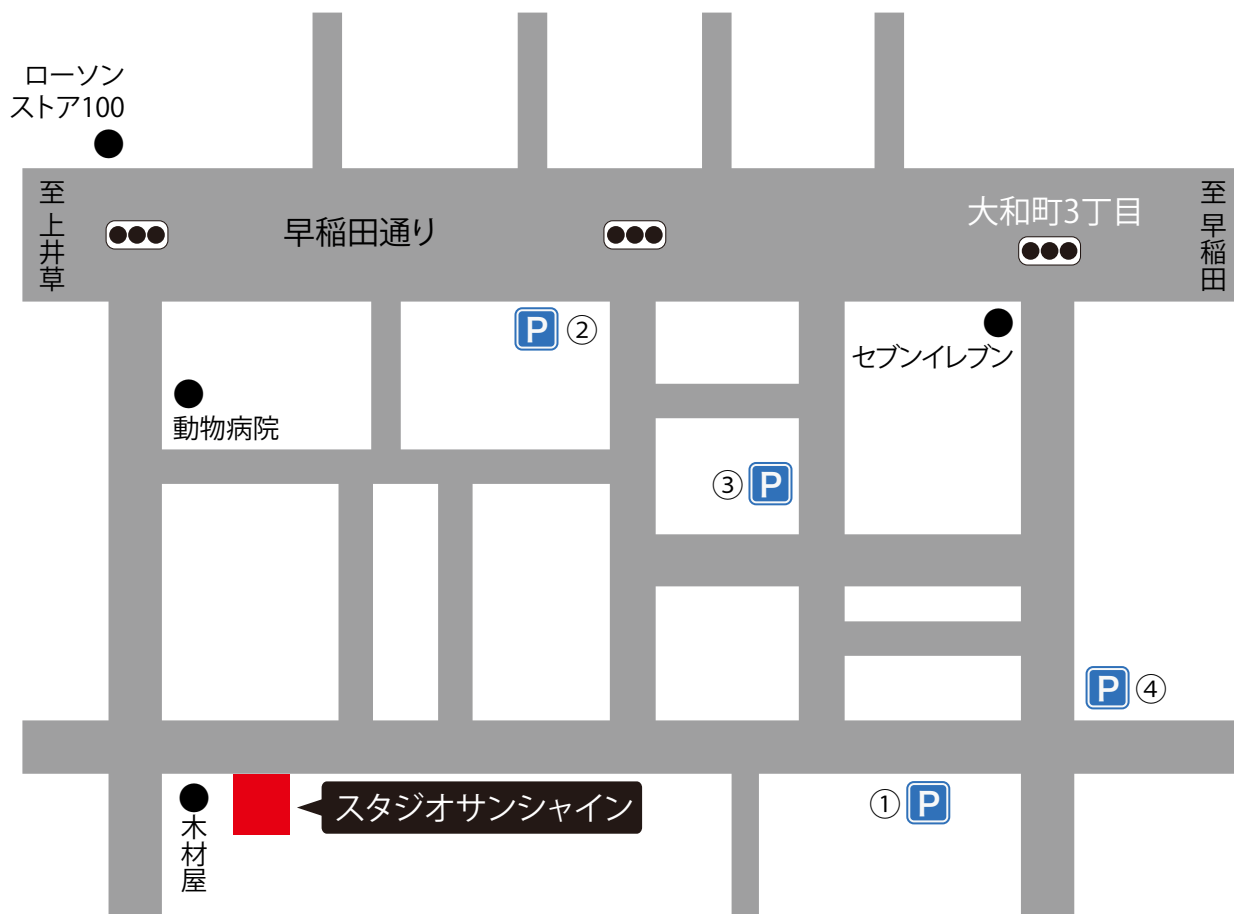 ローソン
ストア100
至 上井草
早稲田通り
大和町3丁目
至 早稲田
P ②
セブンイレブン
動物病院
③ P
P ④
① P
スタジオサンシャイン
木材屋